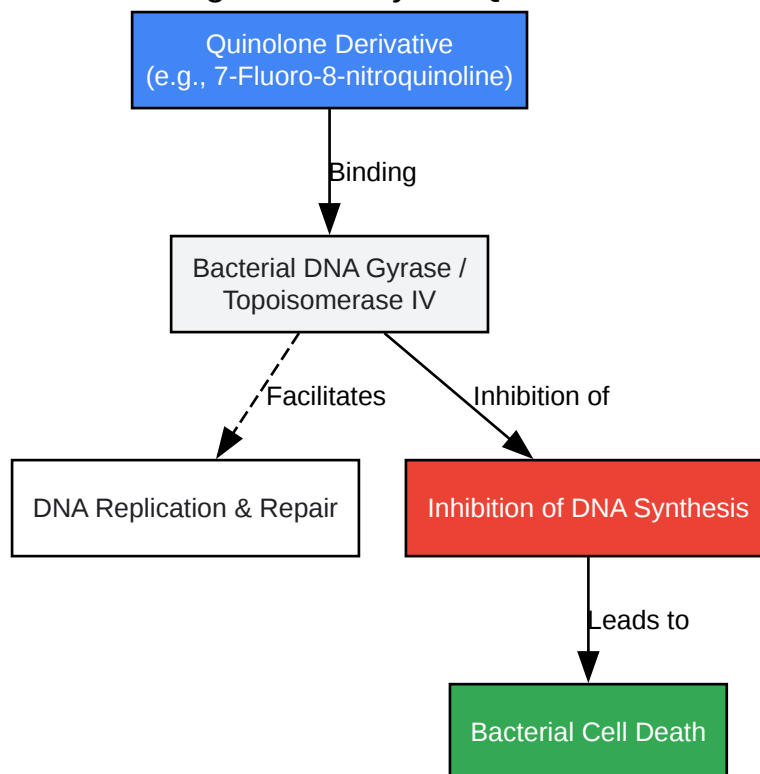 Quinolone Derivative
(e.g., 7-Fluoro-8-nitroquinoline)
Binding
Bacterial DNA Gyrase /
Topoisomerase IV
Facilitates
Inhibition of
DNA Replication & Repair
Inhibition of DNA Synthesis
Leads to
Bacterial Cell Death